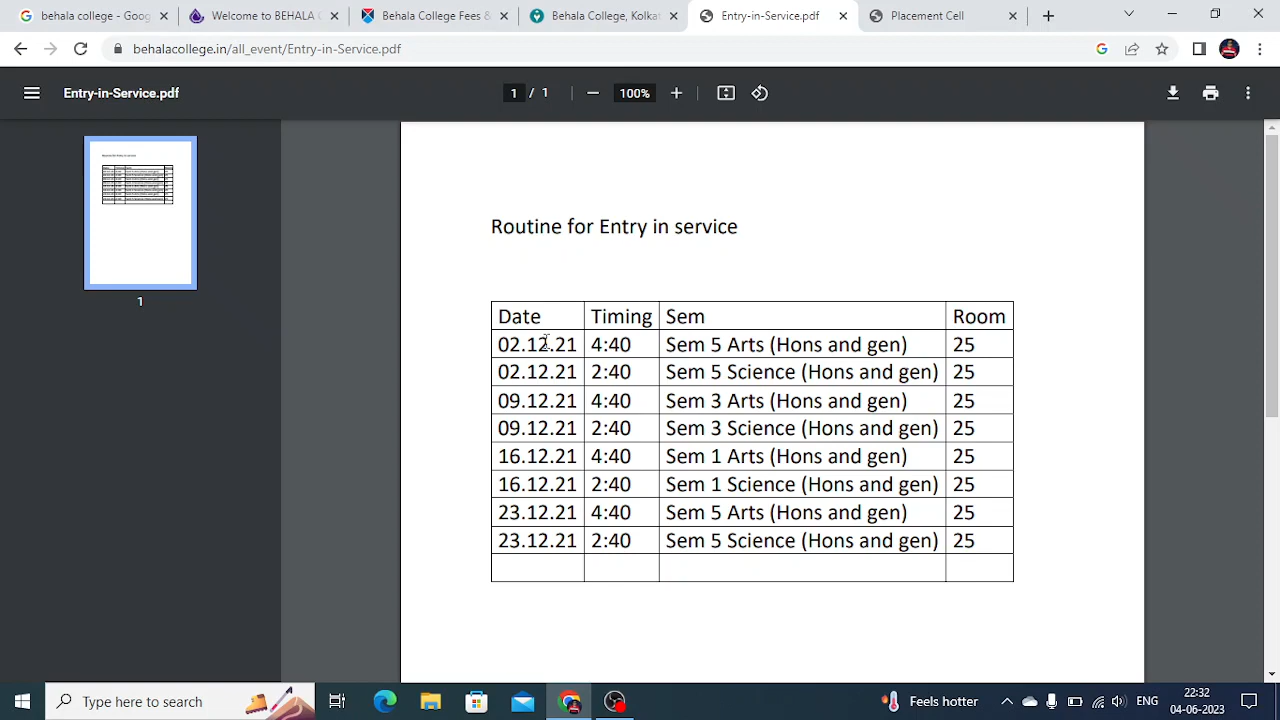 behala college - Goog
Welcome to BEHALA C
Behala College Fees &
Behala College, Kolkat
Entry-in-Service.pdf
Placement Cell
behalacollege.in/all_event/Entry-in-Service.pdf
Entry-in-Service.pdf
1 / 1
100%
Routine for Entry in service
Date Timing Sem Room
02.12.21 4:40 Sem 5 Arts (Hons and gen) 25
02.12.21 2:40 Sem 5 Science (Hons and gen) 25
09.12.21 4:40 Sem 3 Arts (Hons and gen) 25
09.12.21 2:40 Sem 3 Science (Hons and gen) 25
16.12.21 4:40 Sem 1 Arts (Hons and gen) 25
16.12.21 2:40 Sem 1 Science (Hons and gen) 25
23.12.21 4:40 Sem 5 Arts (Hons and gen) 25
23.12.21 2:40 Sem 5 Science (Hons and gen) 25
1
Type here to search
Feels hotter
ENG
22:32
04-06-2023